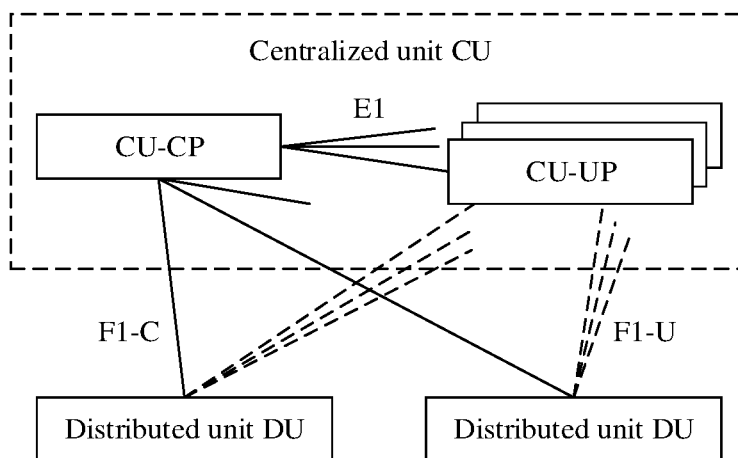 Centralized unit CU
E1
CU-CP
CU-UP
F1-C
F1-U
Distributed unit DU
Distributed unit DU